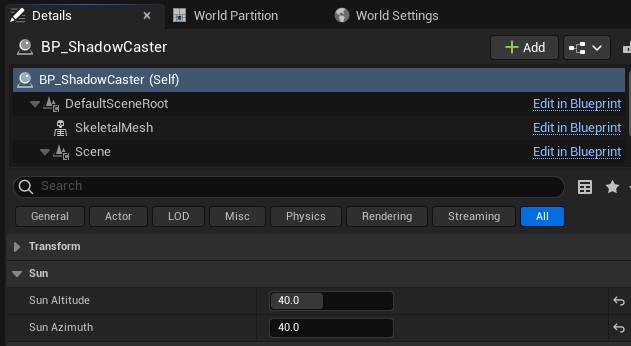 Details World Partition World Settings
BP_ShadowCaster Add
BP_ShadowCaster (Self)
DefaultSceneRoot Edit in Blueprint
SkeletalMesh Edit in Blueprint
Scene Edit in Blueprint
Search
General Actor LOD Misc Physics Rendering Streaming All
Transform
Sun
Sun Altitude 40.0
Sun Azimuth 40.0